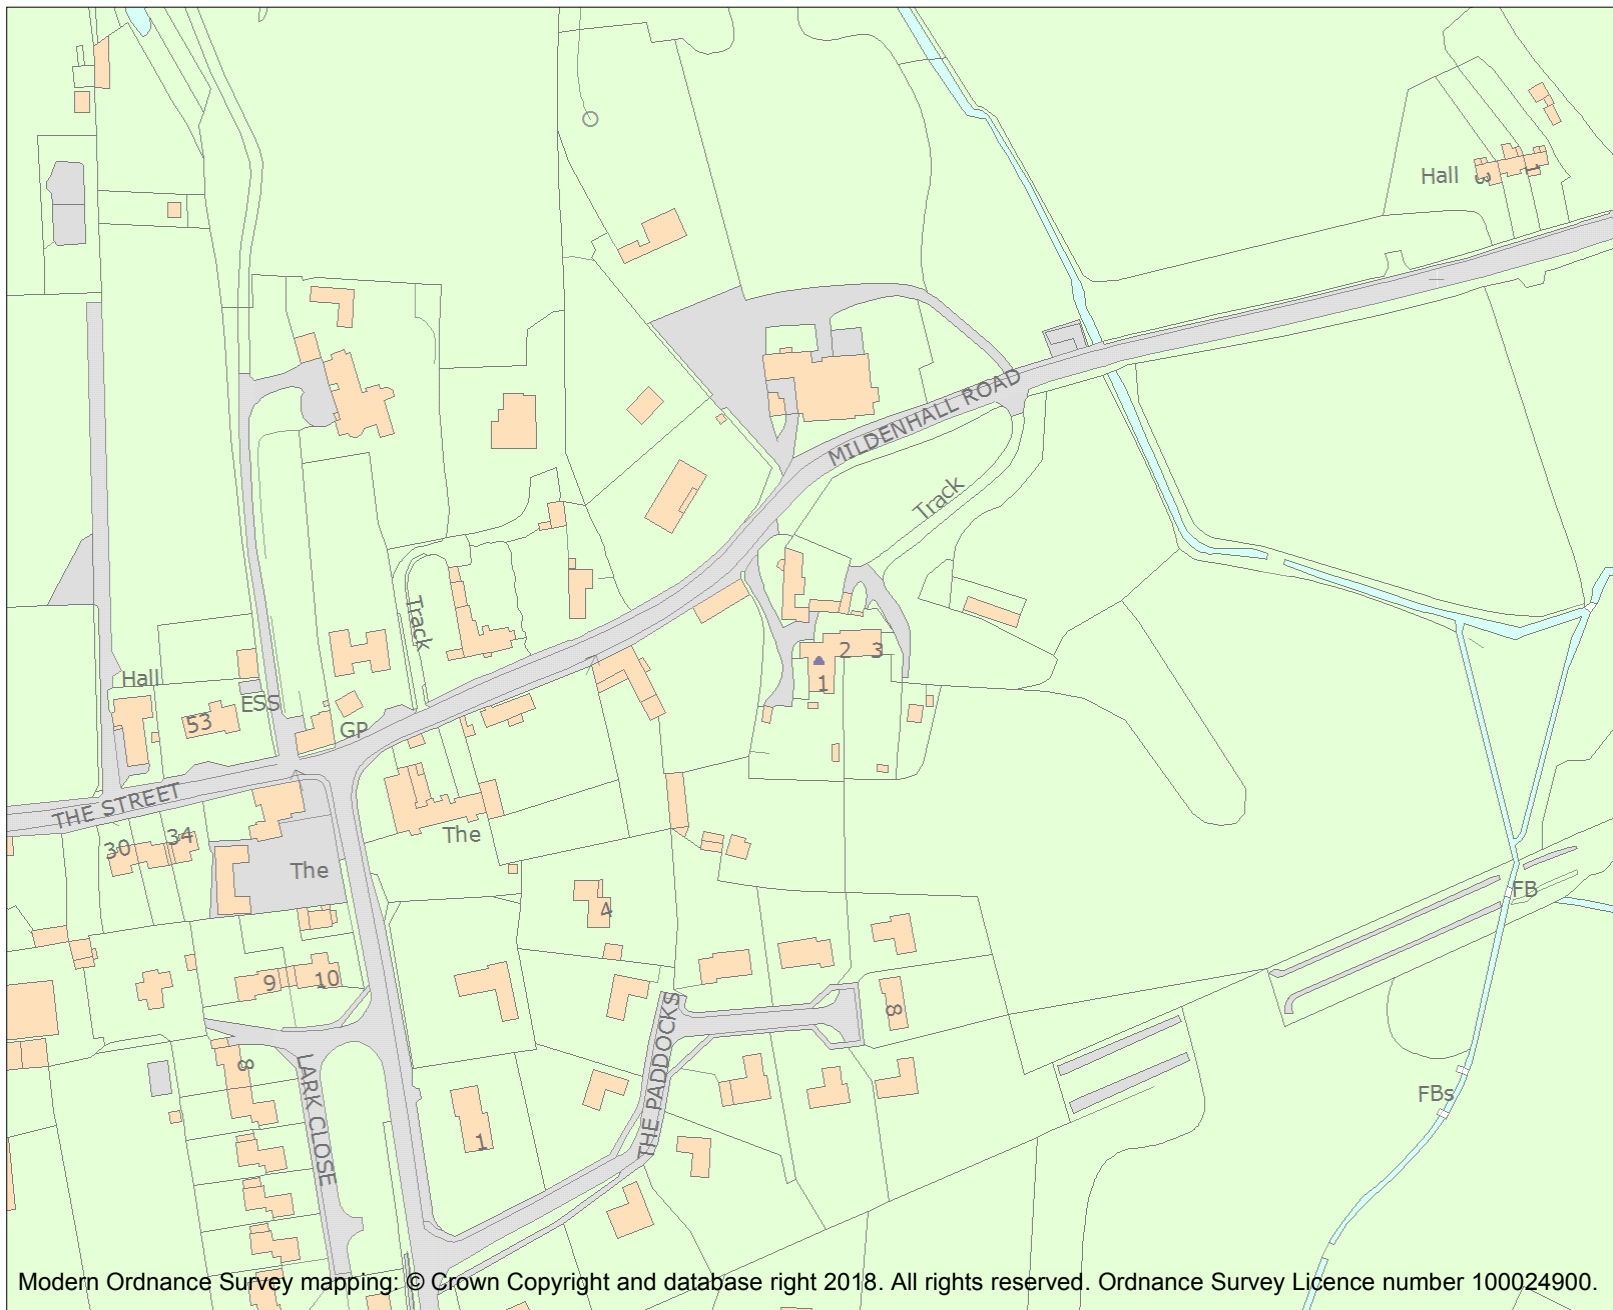 Hall
3
1
MILDENHALL ROAD
Track
Track
2
3
1
Hall
53
ESS
GP
THE STREET
30
34
The
The
4
FB
9
10
8
8
THE PADDOCKS
LARK CLOSE
1
FBs
Modern Ordnance Survey mapping: © Crown Copyright and database right 2018. All rights reserved. Ordnance Survey Licence number 100024900.